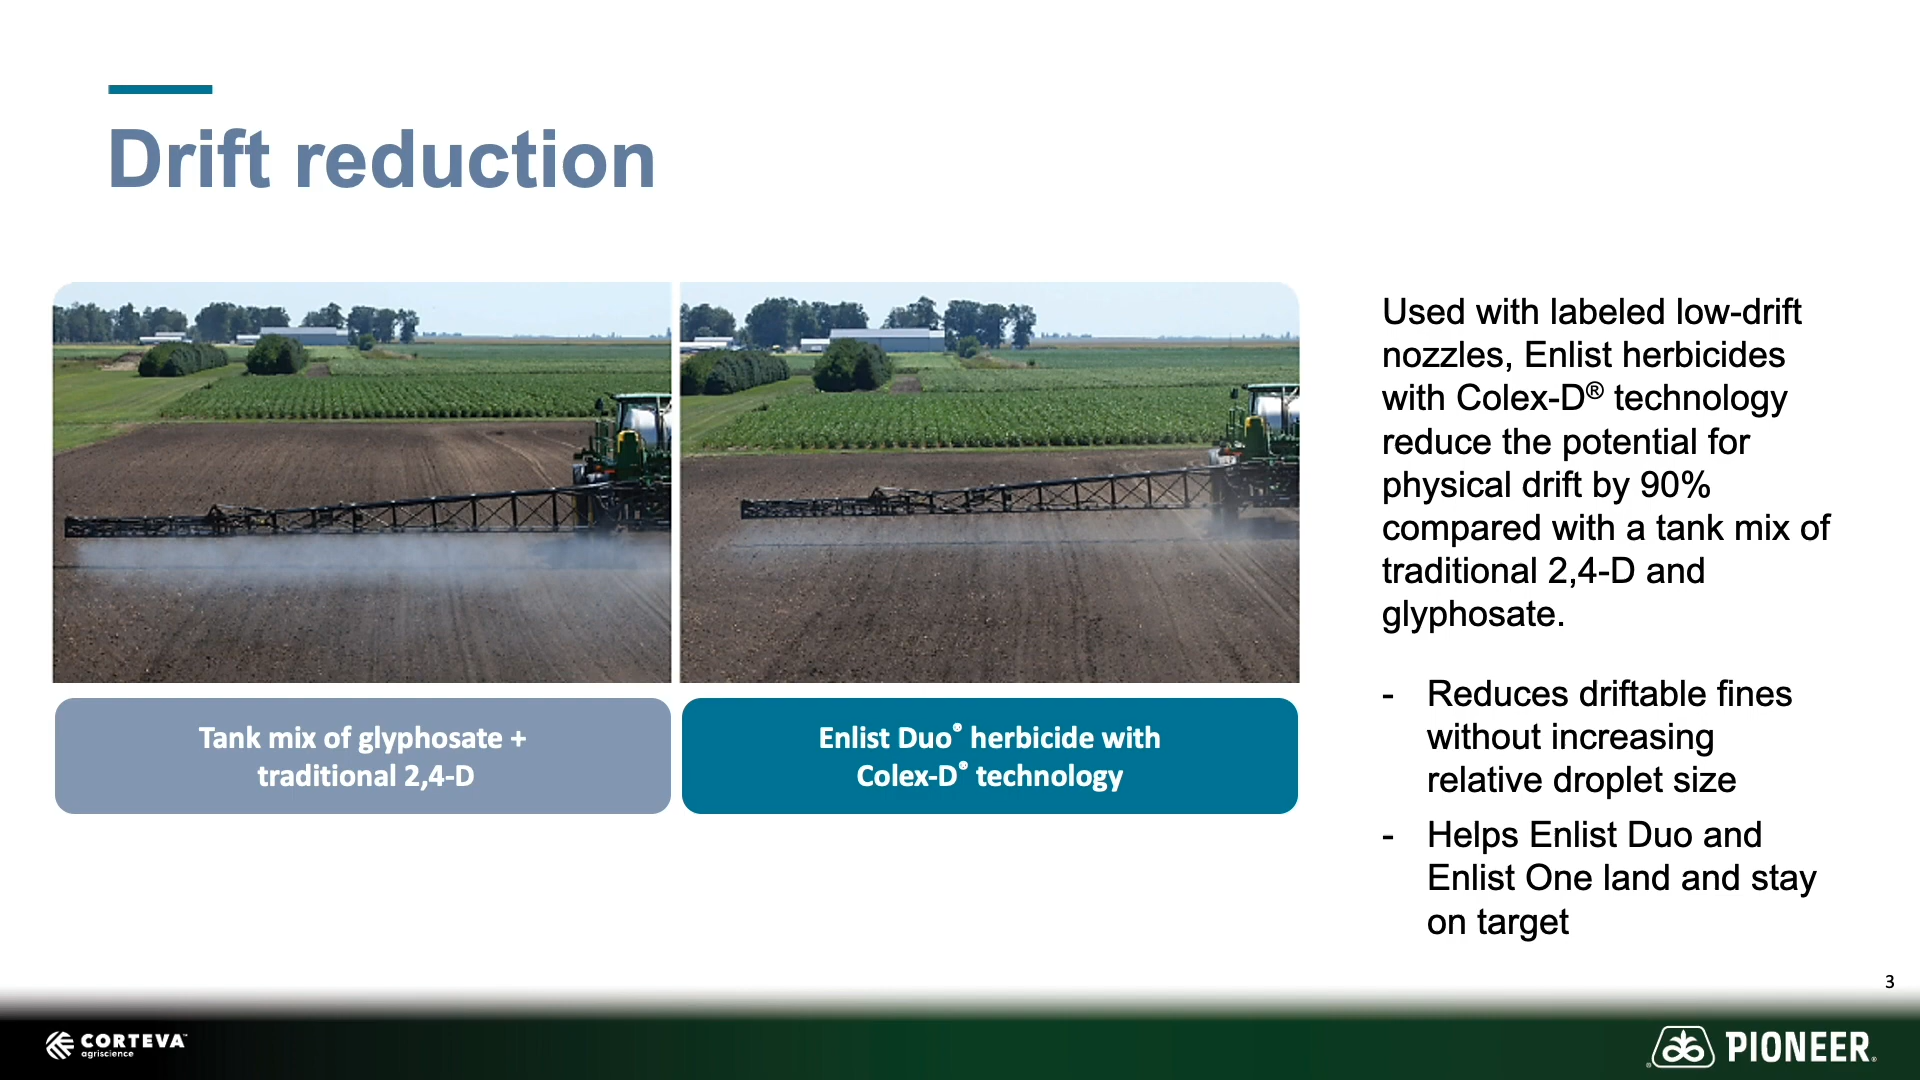 Drift reduction
Used with labeled low-drift
nozzles, Enlist herbicides
with Colex-D® technology
reduce the potential for
physical drift by 90%
compared with a tank mix of
traditional 2,4-D and
glyphosate.
- Reduces driftable fines
without increasing
relative droplet size
- Helps Enlist Duo and
Enlist One land and stay
on target
Tank mix of glyphosate +
traditional 2,4-D
Enlist Duo® herbicide with
Colex-D® technology
3
CORTEVA™
agriscience
PIONEER®